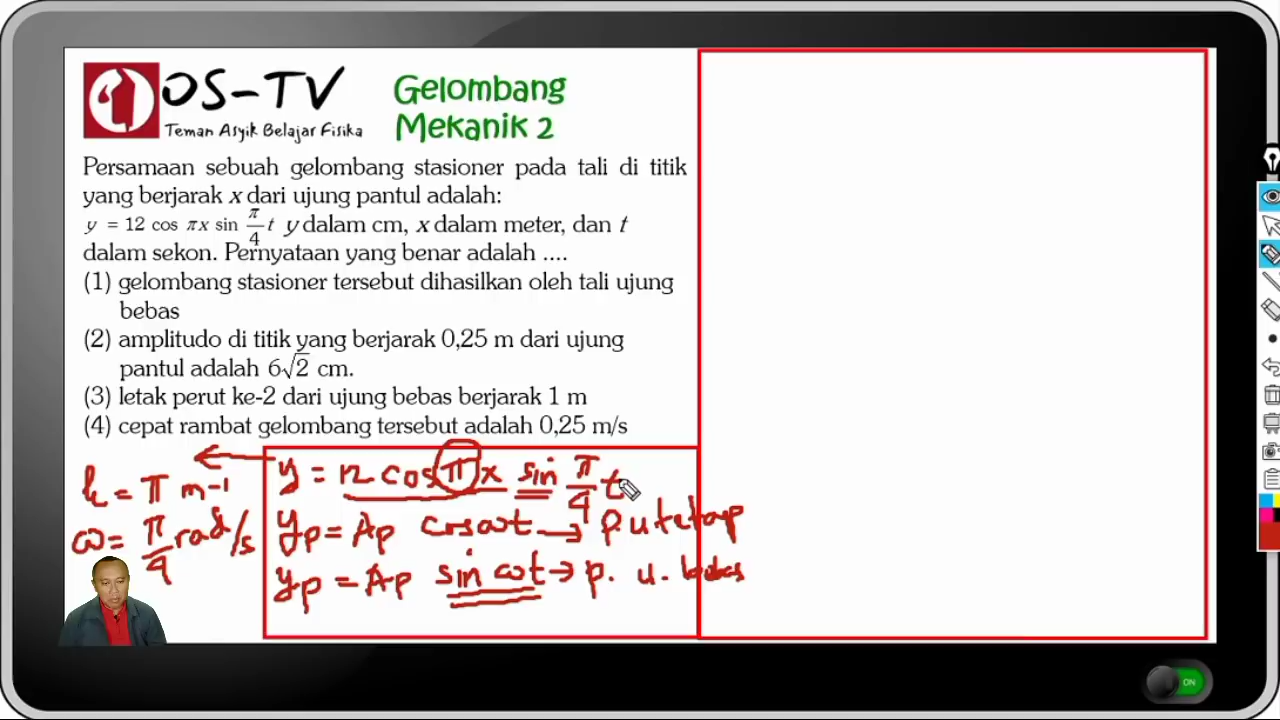 OS-TV
Teman Asyik Belajar Fisika
Gelombang
Mekanik 2
Persamaan sebuah gelombang stasioner pada tali di titik
yang berjarak x dari ujung pantul adalah:
y = 12 cos πx sin π/4 t y dalam cm, x dalam meter, dan t
dalam sekon. Pernyataan yang benar adalah ....
(1) gelombang stasioner tersebut dihasilkan oleh tali ujung
bebas
(2) amplitudo di titik yang berjarak 0,25 m dari ujung
pantul adalah 6√2 cm.
(3) letak perut ke-2 dari ujung bebas berjarak 1 m
(4) cepat rambat gelombang tersebut adalah 0,25 m/s
k = π m-1
ω = π/4 rad/s
y = 12 cos π x sin π/4 t
yp = Ap cos ωt → p. u tetap
yp = Ap sin ωt → p. u. bebas
ON